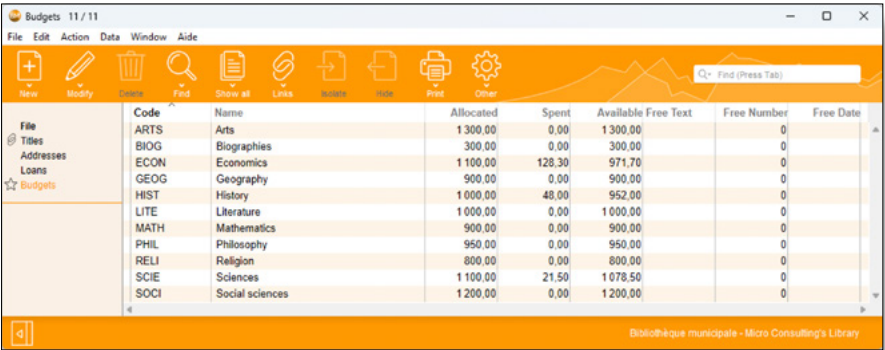 Budgets 11 / 11
File Edit Action Data Window Aide
New Modify Delete Find Show all Links Isolate Hide Print Other
Find (Press Tab)
File
Titles
Addresses
Loans
Budgets
Code Name Allocated Spent Available Free Text Free Number Free Date
ARTS Arts 1 300,00 0,00 1 300,00 0
BIOG Biographies 300,00 0,00 300,00 0
ECON Economics 1 100,00 128,30 971,70 0
GEOG Geography 900,00 0,00 900,00 0
HIST History 1 000,00 48,00 952,00 0
LITE Literature 1 000,00 0,00 1 000,00 0
MATH Mathematics 900,00 0,00 900,00 0
PHIL Philosophy 950,00 0,00 950,00 0
RELI Religion 800,00 0,00 800,00 0
SCIE Sciences 1 100,00 21,50 1 078,50 0
SOCI Social sciences 1 200,00 0,00 1 200,00 0
Bibliothèque municipale - Micro Consulting's Library